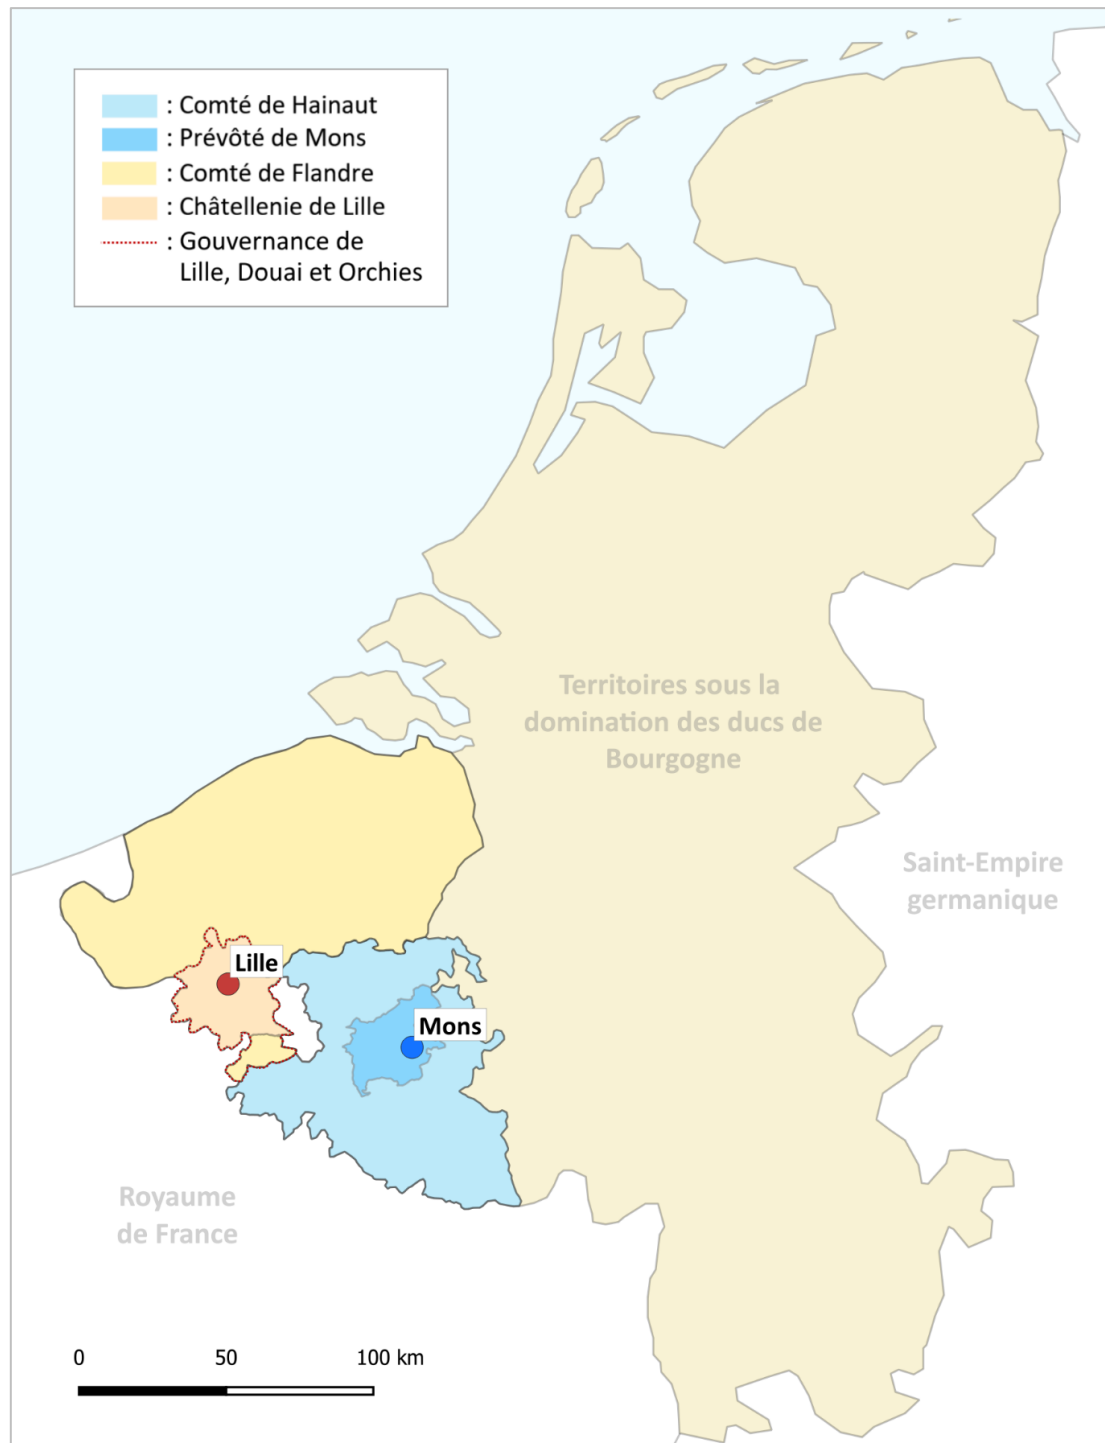 : Comté de Hainaut
: Prévôté de Mons
: Comté de Flandre
: Châtellenie de Lille
: Gouvernance de
Lille, Douai et Orchies
Territoires sous la
domination des ducs de
Bourgogne
Saint-Empire
germanique
Lille
Mons
Royaume
de France
0 50 100 km